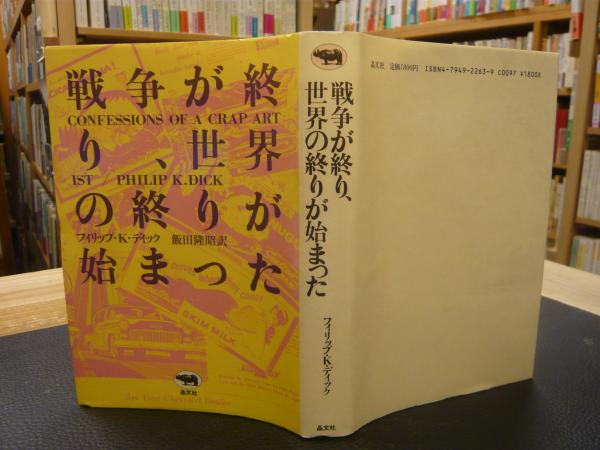 戦争が終
CONFESSIONS OF A CRAP ART
り、世界
IST / PHILIP K.DICK
の終りが
フィリップ・K・ディック 飯田隆昭訳
始まった
SKIM MILK
See Your Chevrolet Dealer
晶文社
戦争が終り、
世界の終りが始まった
フィリップ・K・ディック
晶文社
晶文社 定価1800円 ISBN4-7949-2263-9 C0097 ¥1800E